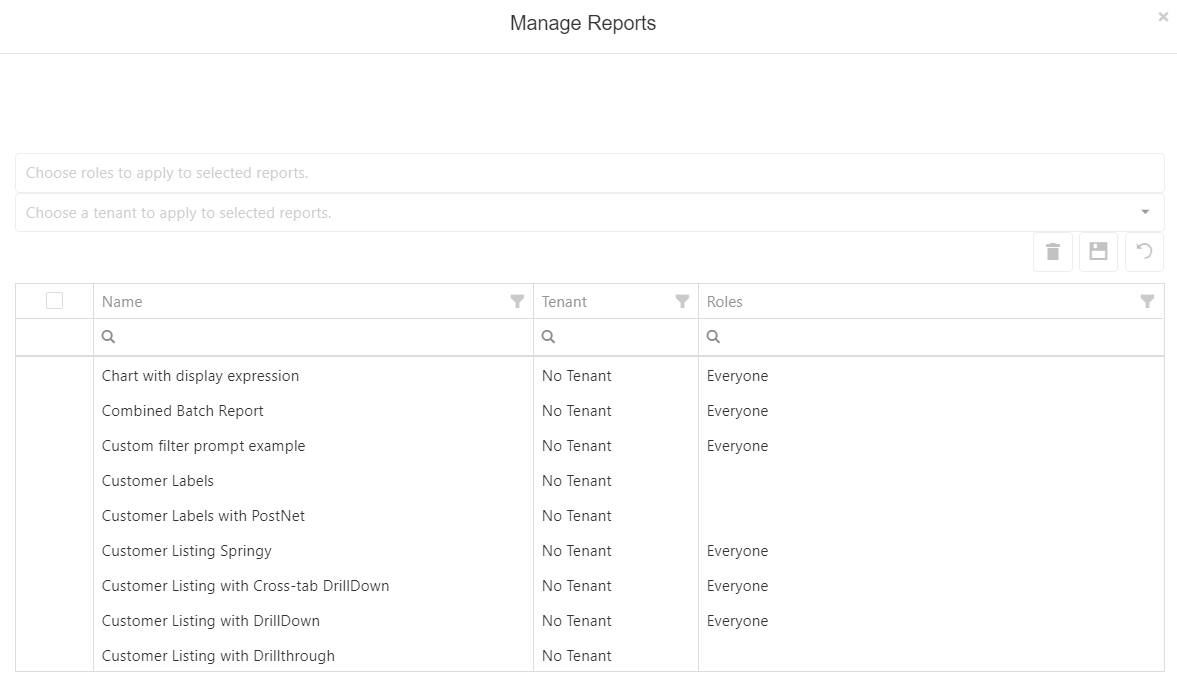 Manage Reports
Choose roles to apply to selected reports.
Choose a tenant to apply to selected reports.
Name Tenant Roles
Chart with display expression No Tenant Everyone
Combined Batch Report No Tenant Everyone
Custom filter prompt example No Tenant Everyone
Customer Labels No Tenant
Customer Labels with PostNet No Tenant
Customer Listing Springy No Tenant Everyone
Customer Listing with Cross-tab DrillDown No Tenant Everyone
Customer Listing with DrillDown No Tenant Everyone
Customer Listing with Drillthrough No Tenant